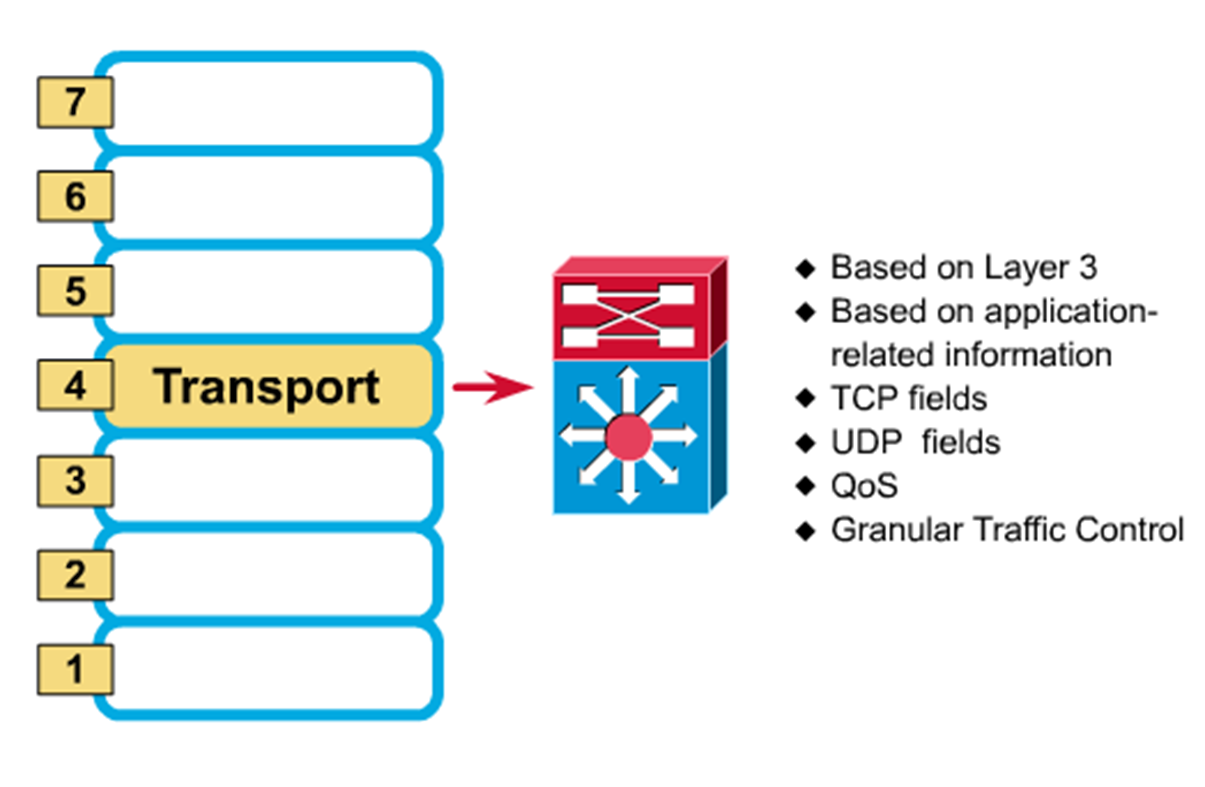 7
6
5
4 Transport
3
2
1
◆ Based on Layer 3
◆ Based on application-
related information
◆ TCP fields
◆ UDP fields
◆ QoS
◆ Granular Traffic Control